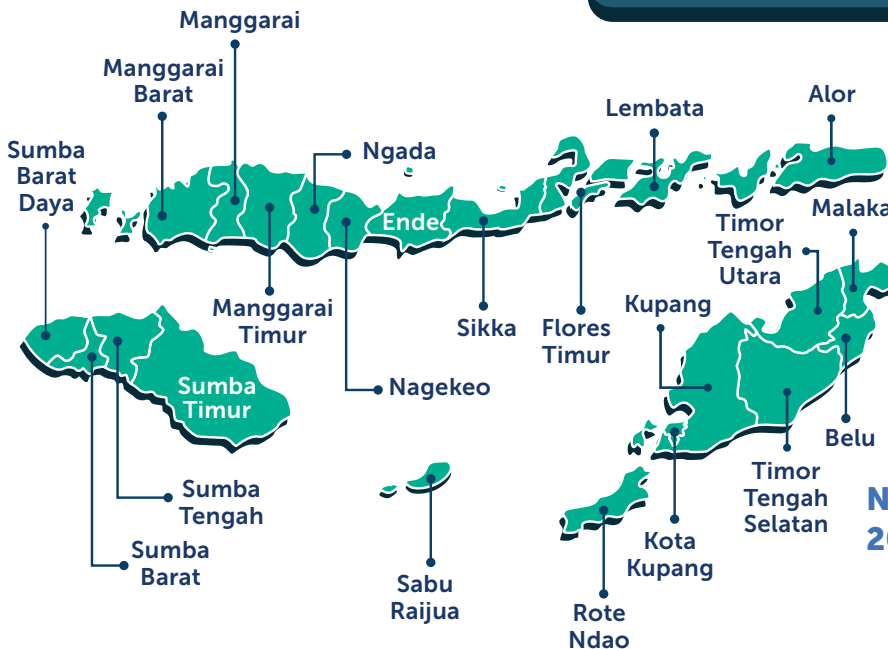 Manggarai
Manggarai
Barat
Lembata
Alor
Sumba
Barat
Daya
Ngada
Ende
Timor
Tengah
Utara
Malaka
Manggarai
Timur
Sikka
Flores
Timur
Kupang
Sumba
Timur
Nagekeo
Belu
Sumba
Tengah
Timor
Tengah
Selatan
Sumba
Barat
Sabu
Raijua
Kota
Kupang
Rote
Ndao